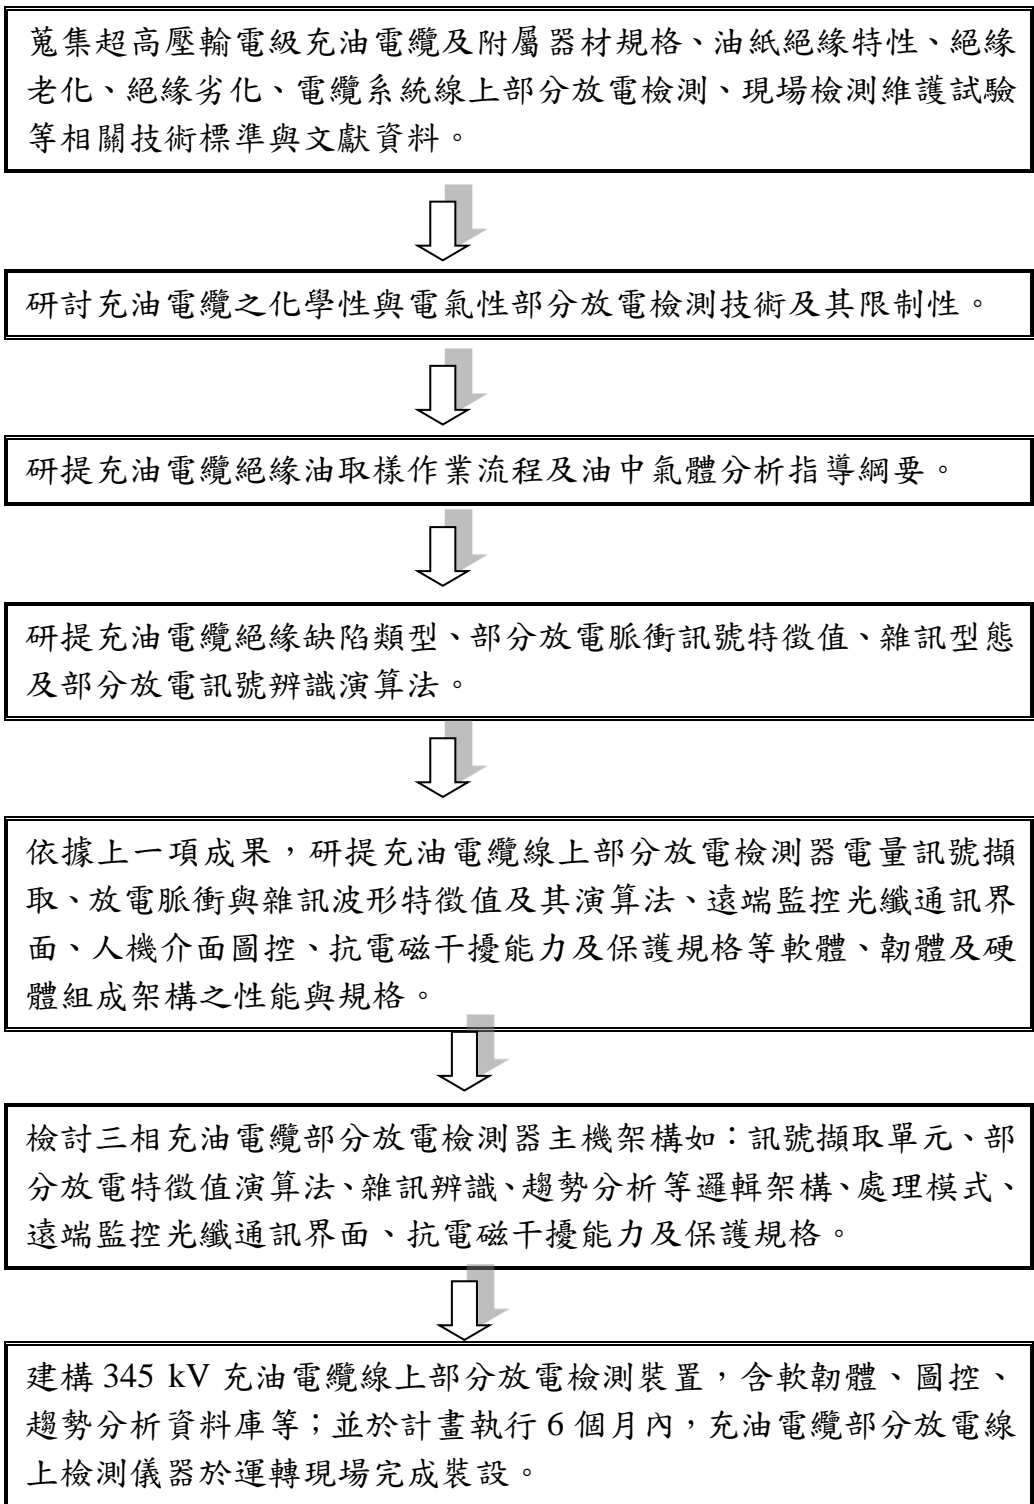 蒐集超高壓輸電級充油電纜及附屬器材規格、油紙絕緣特性、絕緣
老化、絕緣劣化、電纜系統線上部分放電檢測、現場檢測維護試驗
等相關技術標準與文獻資料。
研討充油電纜之化學性與電氣性部分放電檢測技術及其限制性。
研提充油電纜絕緣油取樣作業流程及油中氣體分析指導綱要。
研提充油電纜絕緣缺陷類型、部分放電脈衝訊號特徵值、雜訊型態
及部分放電訊號辨識演算法。
依據上一項成果，研提充油電纜線上部分放電檢測器電量訊號擷
取、放電脈衝與雜訊波形特徵值及其演算法、遠端監控光纖通訊界
面、人機介面圖控、抗電磁干擾能力及保護規格等軟體、韌體及硬
體組成架構之性能與規格。
檢討三相充油電纜部分放電檢測器主機架構如：訊號擷取單元、部
分放電特徵值演算法、雜訊辨識、趨勢分析等邏輯架構、處理模式、
遠端監控光纖通訊界面、抗電磁干擾能力及保護規格。
建構 345 kV 充油電纜線上部分放電檢測裝置，含軟韌體、圖控、
趨勢分析資料庫等；並於計畫執行 6 個月內，充油電纜部分放電線
上檢測儀器於運轉現場完成裝設。